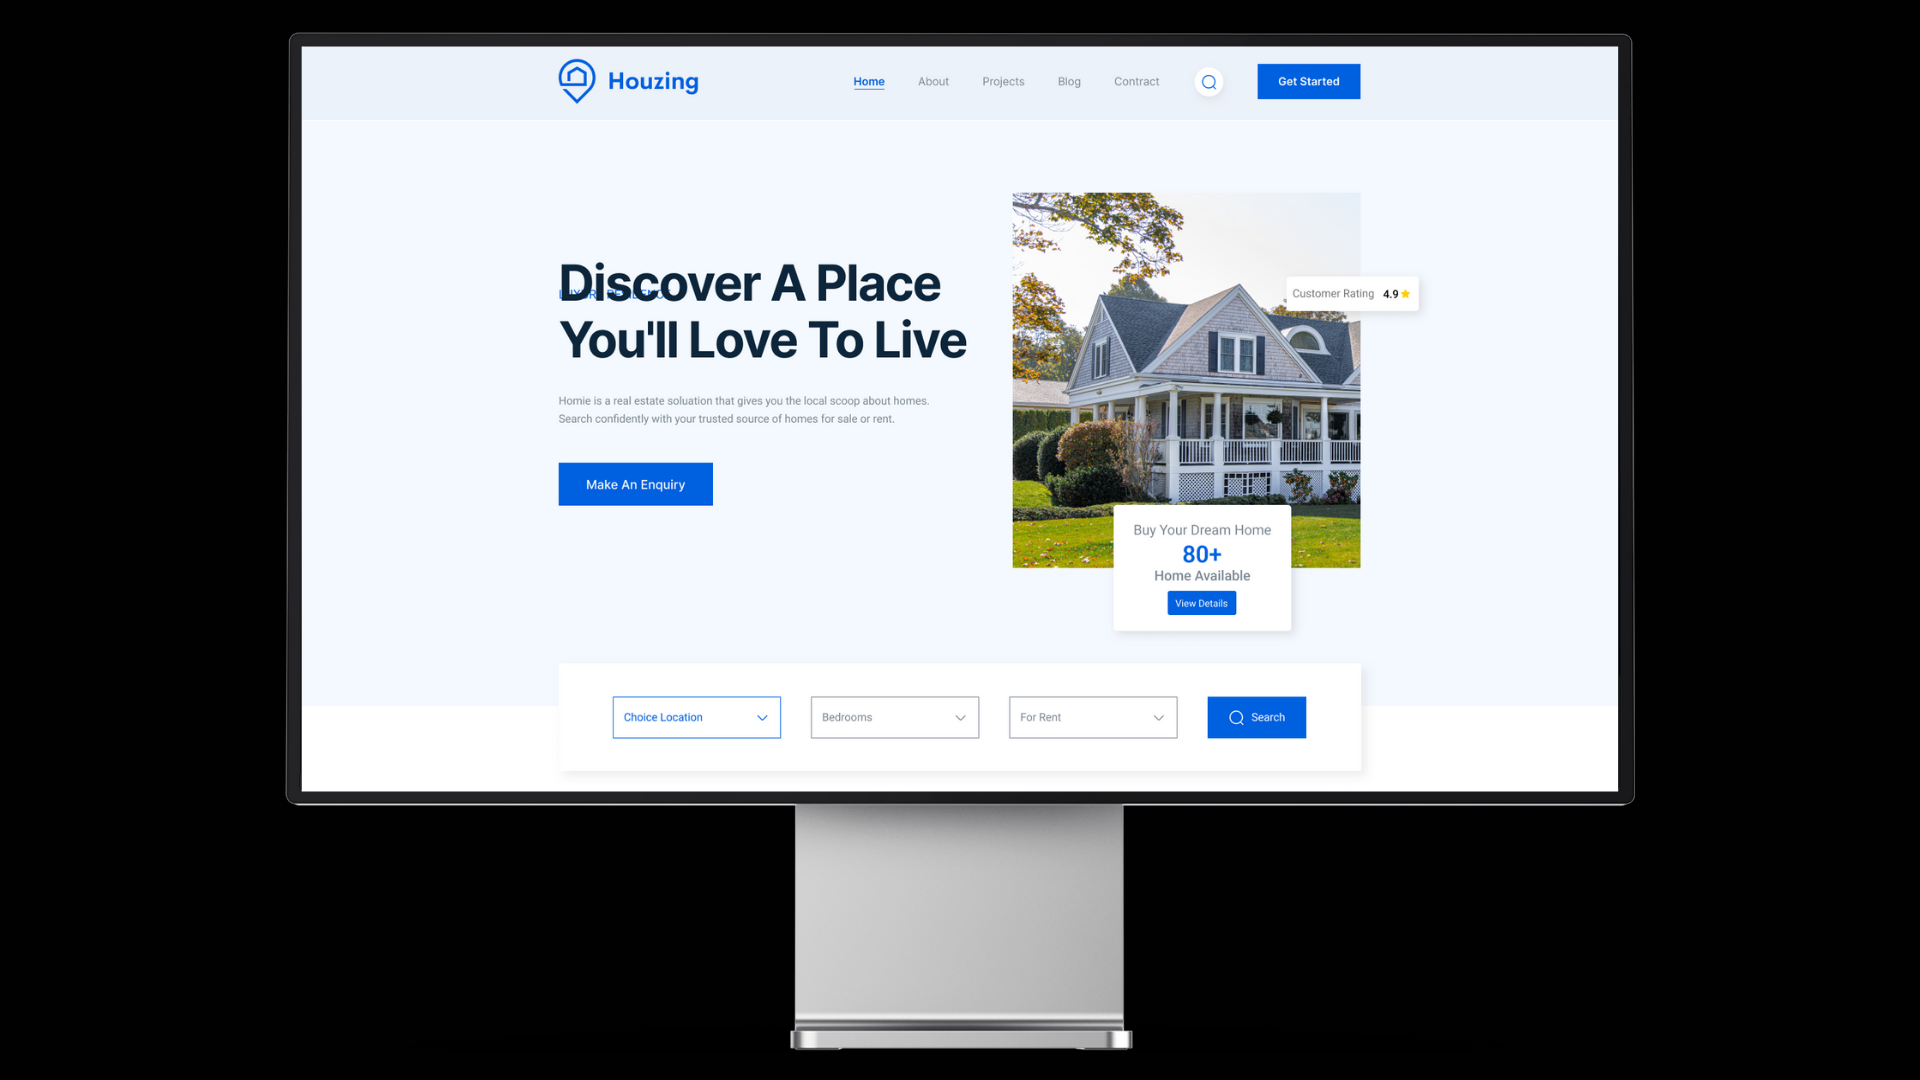 Houzing
Home
About
Projects
Blog
Contract
Get Started
Discover A Place
You'll Love To Live
Homie is a real estate soluation that gives you the local scoop about homes.
Search confidently with your trusted source of homes for sale or rent.
Make An Enquiry
Customer Rating 4.9
Buy Your Dream Home
80+
Home Available
View Details
Choice Location
Bedrooms
For Rent
Search